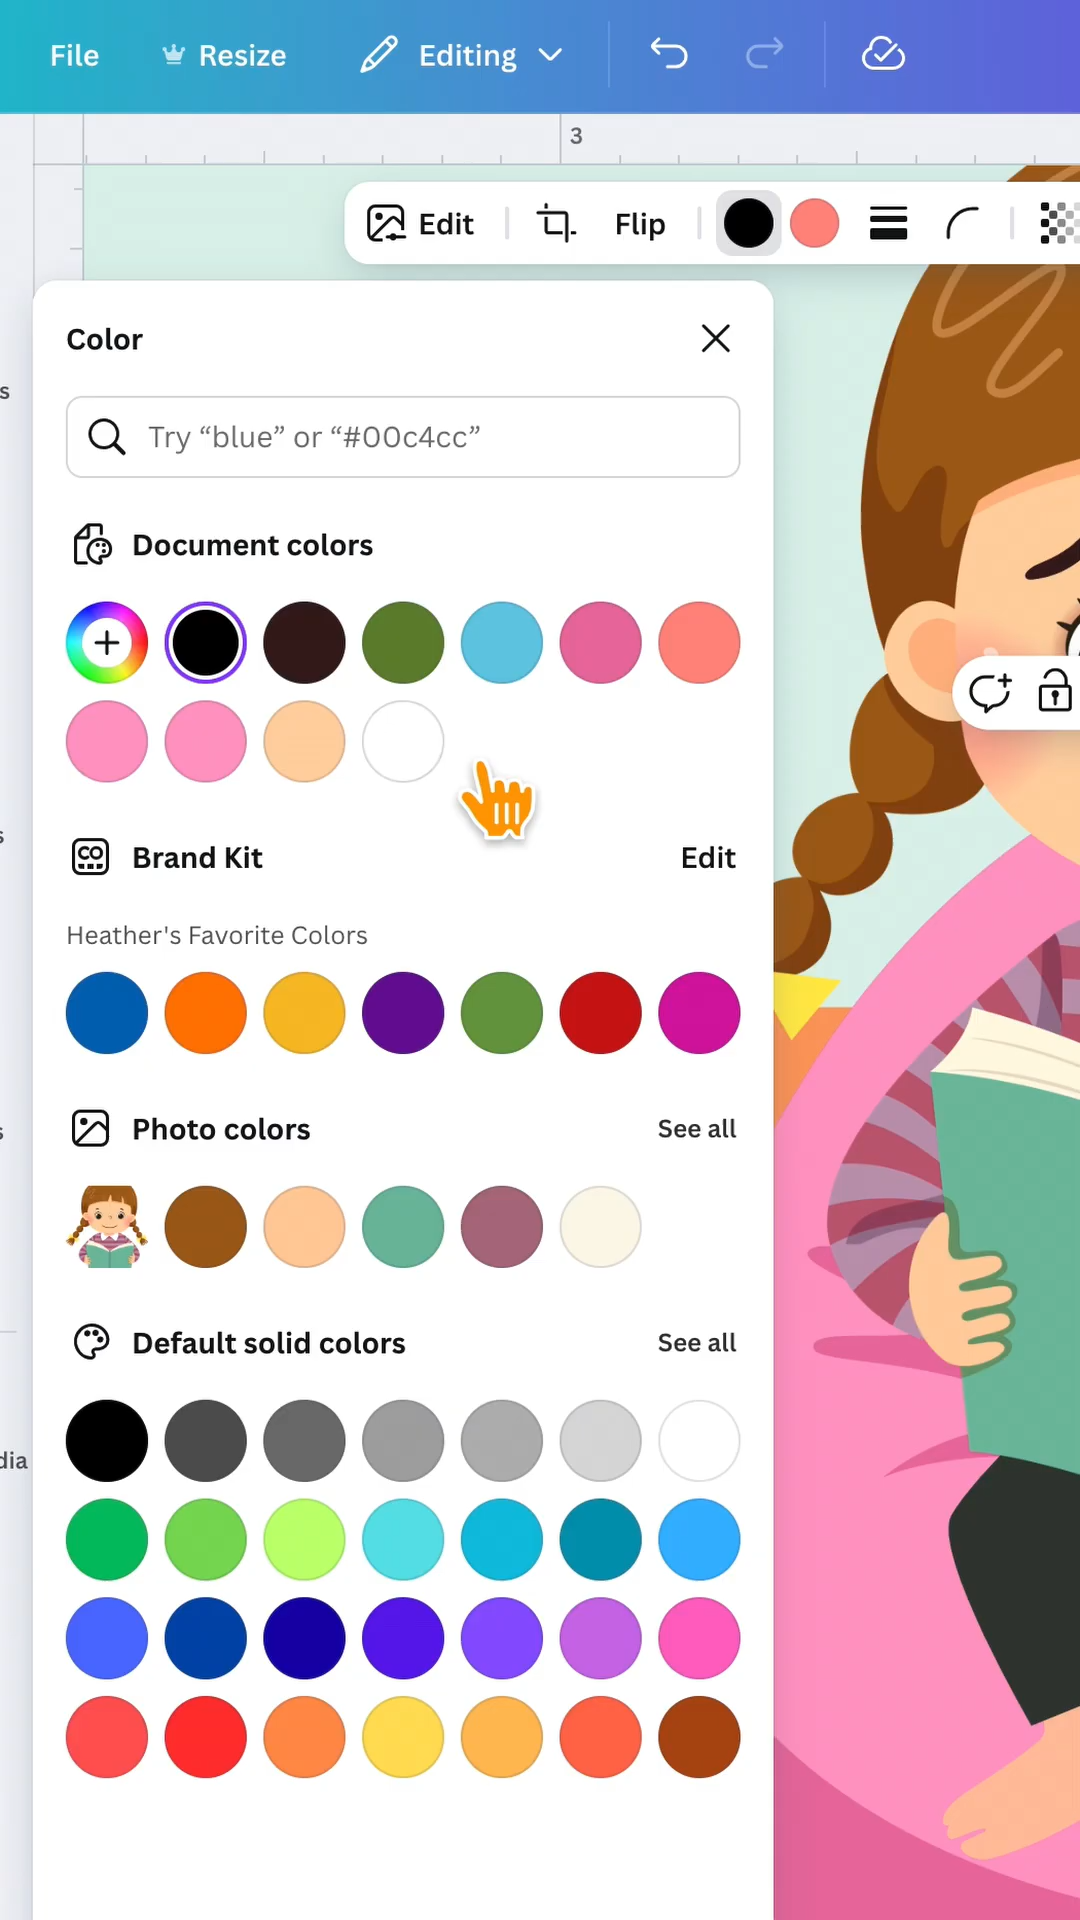 File Resize Editing
3
Edit Flip
Color
Try “blue” or “#00c4cc”
Document colors
Brand Kit Edit
Heather's Favorite Colors
Photo colors See all
Default solid colors See all
s
s
s
dia